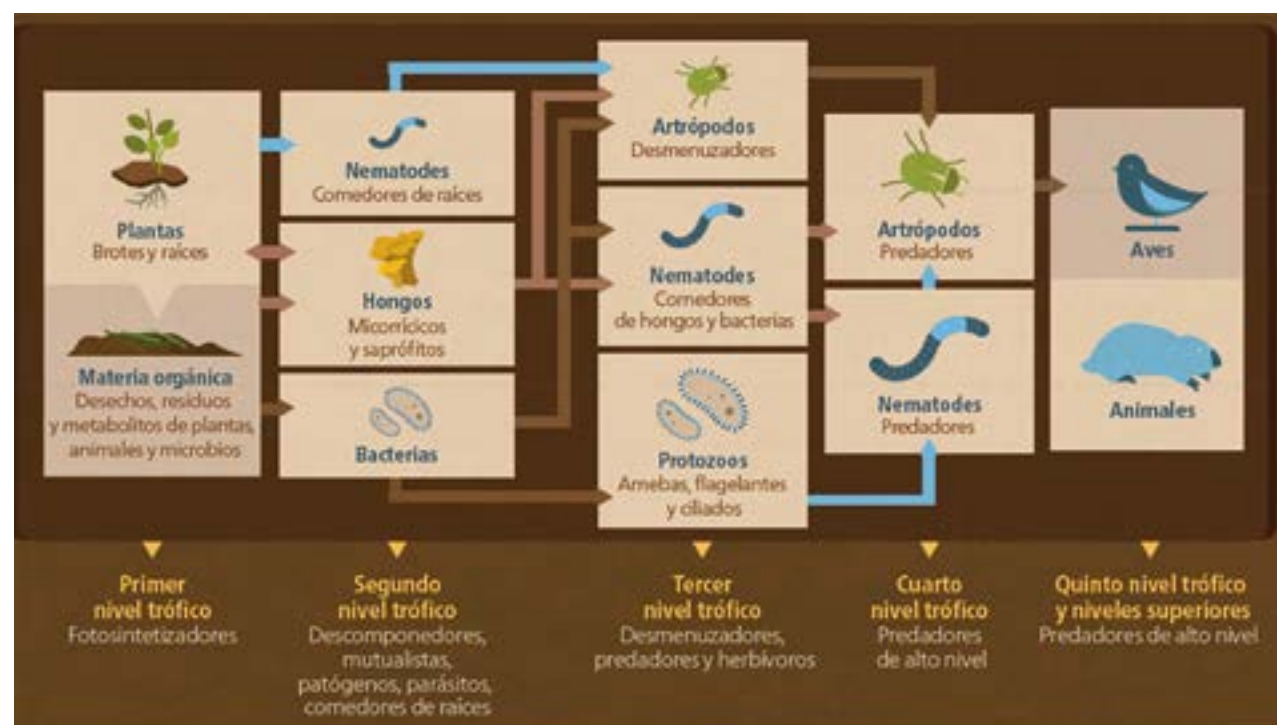 Plantas
Brotes y raíces
Materia orgánica
Desechos, residuos
y metabolitos de plantas,
animales y microbios
Nematodes
Comedores de raíces
Hongos
Micorrícicos
y saprófitos
Bacterias
Artrópodos
Desmenuzadores
Nematodes
Comedores
de hongos y bacterias
Protozoos
Amebas, flagelantes
y ciliados
Artrópodos
Predadores
Nematodes
Predadores
Aves
Animales
Primer
nivel trófico
Fotosintetizadores
Segundo
nivel trófico
Descomponedores,
mutualistas,
patógenos, parásitos,
comedores de raíces
Tercer
nivel trófico
Desmenuzadores,
predadores y herbívoros
Cuarto
nivel trófico
Predadores
de alto nivel
Quinto nivel trófico
y niveles superiores
Predadores de alto nivel